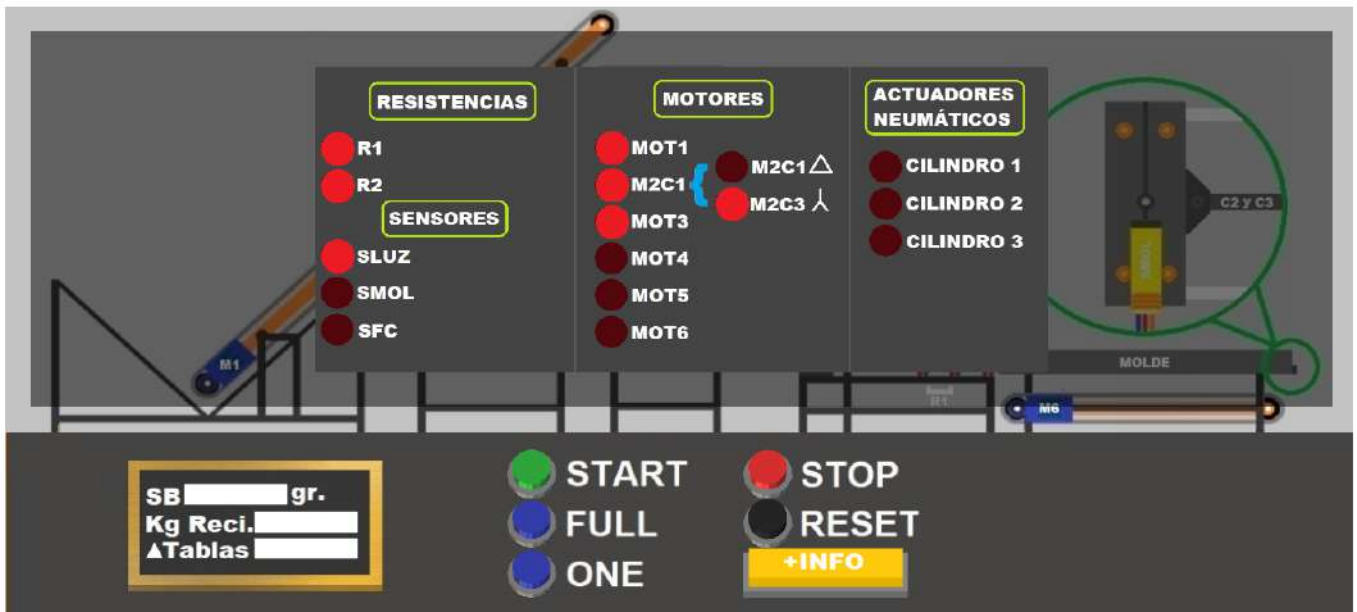 RESISTENCIAS
R1
R2
SENSORES
SLUZ
SMOL
SFC
MOTORES
MOT1
M2C1
M2C1
M2C3
MOT3
MOT4
MOT5
MOT6
ACTUADORES
NEUMÁTICOS
CILINDRO 1
CILINDRO 2
CILINDRO 3
C2 y C3
SMOL
M1
R1
MOLDE
M6
SB gr.
Kg Reci.
▲Tablas
START
FULL
ONE
STOP
RESET
+INFO